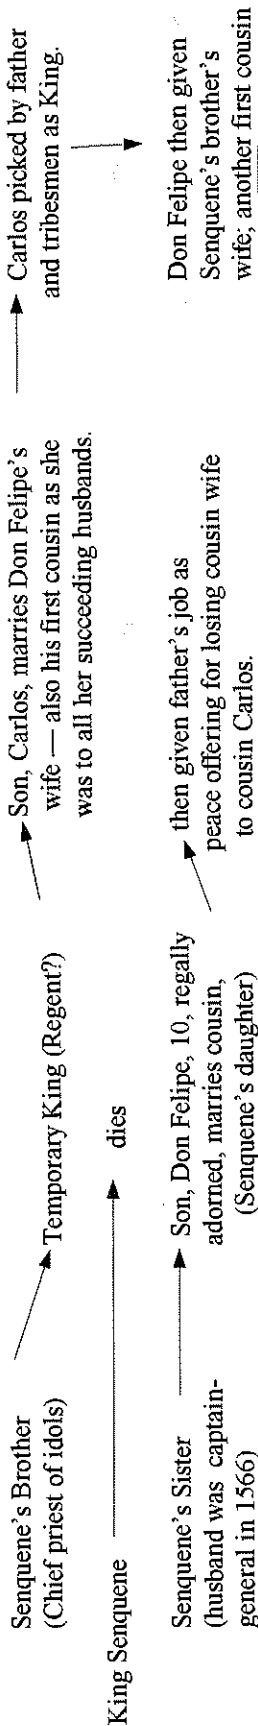 Senquene's Brother
(Chief priest of idols)
Temporary King (Regent?)
Son, Carlos, marries Don Felipe's
wife — also his first cousin as she
was to all her succeeding husbands.
Carlos picked by father
and tribesmen as King.
King Senquene
dies
Senquene's Sister
(husband was captain-
general in 1566)
Son, Don Felipe, 10, regally
adorned, marries cousin,
(Senquene's daughter)
then given father's job as
peace offering for losing cousin wife
to cousin Carlos.
Don Felipe then given
Senquene's brother's
wife; another first cousin